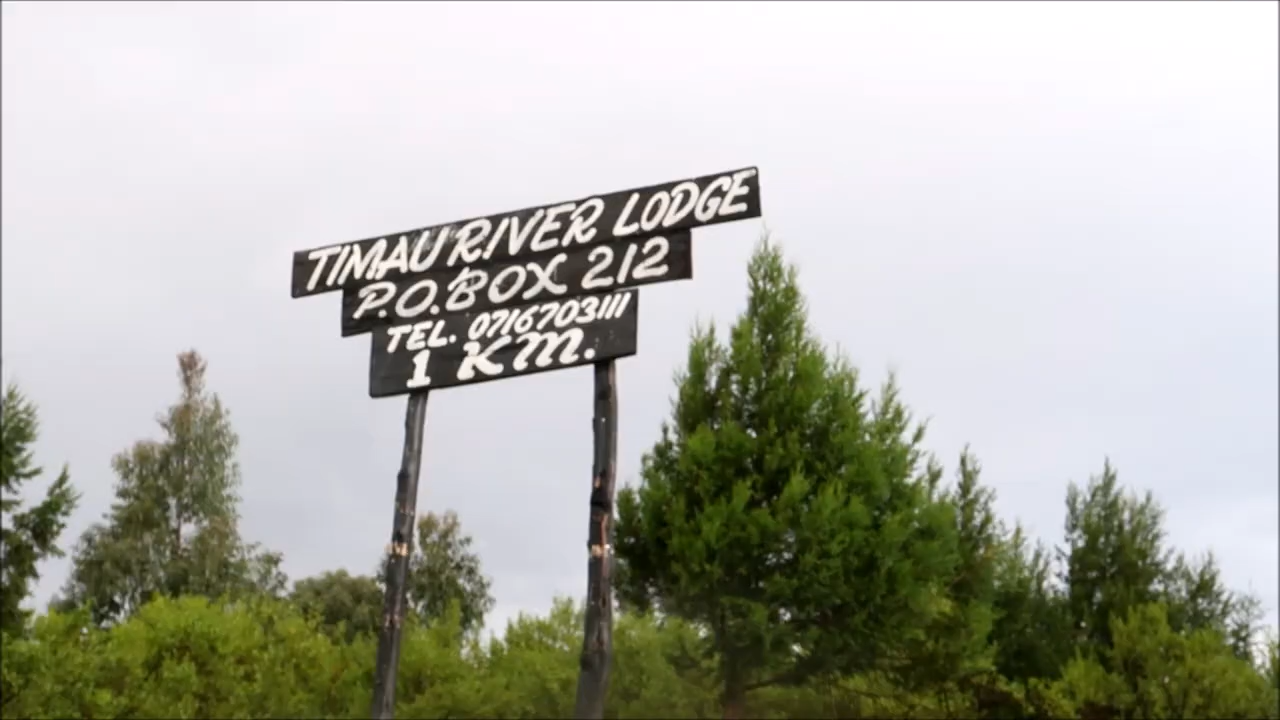 TIMAU RIVER LODGE
P.O. BOX 212
TEL. 0716703111
1 KM.